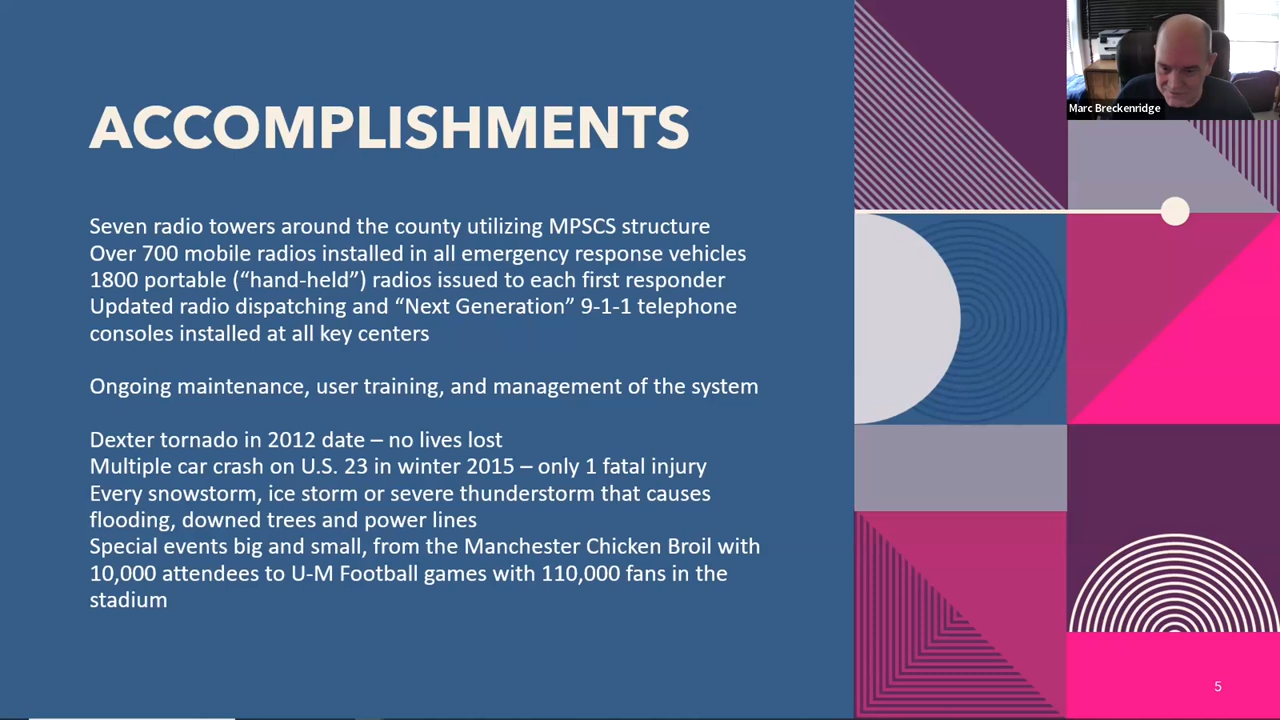 ACCOMPLISHMENTS
Seven radio towers around the county utilizing MPSCS structure
Over 700 mobile radios installed in all emergency response vehicles
1800 portable (“hand-held”) radios issued to each first responder
Updated radio dispatching and “Next Generation” 9-1-1 telephone
consoles installed at all key centers
Ongoing maintenance, user training, and management of the system
Dexter tornado in 2012 date – no lives lost
Multiple car crash on U.S. 23 in winter 2015 – only 1 fatal injury
Every snowstorm, ice storm or severe thunderstorm that causes
flooding, downed trees and power lines
Special events big and small, from the Manchester Chicken Broil with
10,000 attendees to U-M Football games with 110,000 fans in the
stadium
Marc Breckenridge
5